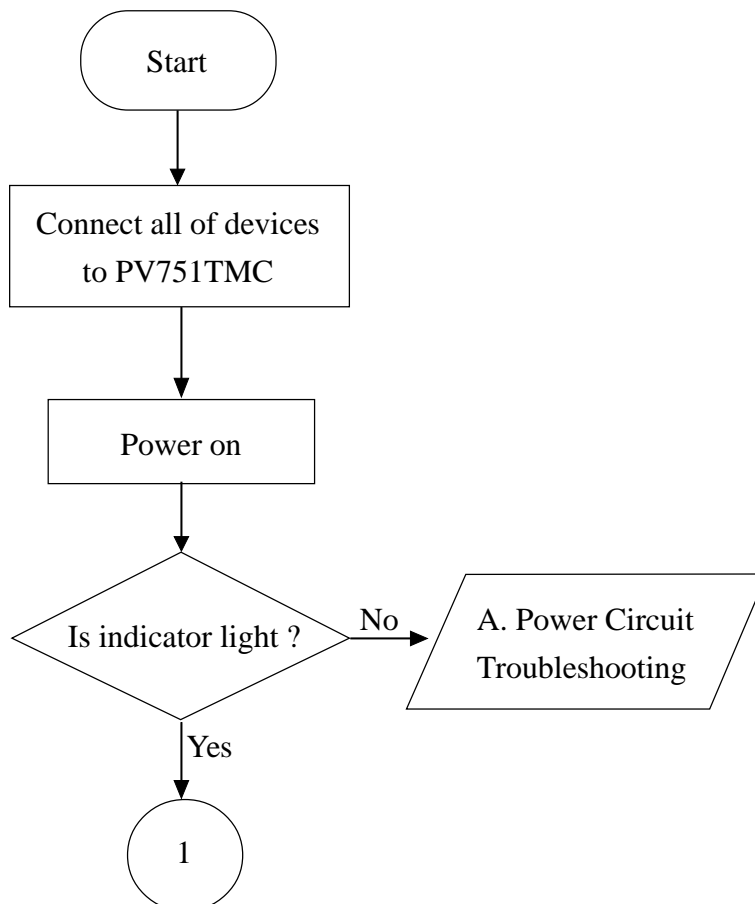 Start
Connect all of devices
to PV751TMC
Power on
Is indicator light ?
No
A. Power Circuit
Troubleshooting
Yes
1